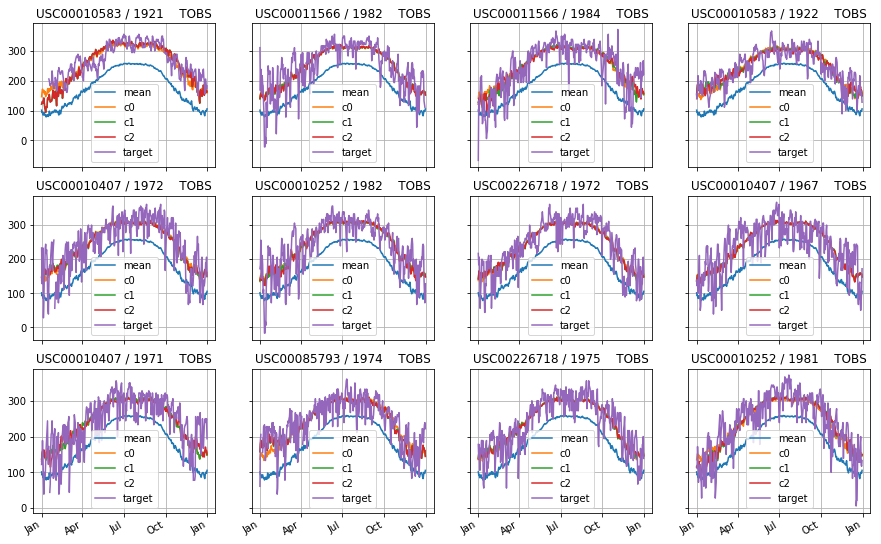 USC00010583 / 1921 TOBS
USC00011566 / 1982 TOBS
USC00011566 / 1984 TOBS
USC00010583 / 1922 TOBS
300
200
100
0
mean
c0
c1
c2
target
mean
c0
c1
c2
target
mean
c0
c1
c2
target
mean
c0
c1
c2
target
USC00010407 / 1972 TOBS
USC00010252 / 1982 TOBS
USC00226718 / 1972 TOBS
USC00010407 / 1967 TOBS
300
200
100
0
mean
c0
c1
c2
target
mean
c0
c1
c2
target
mean
c0
c1
c2
target
mean
c0
c1
c2
target
USC00010407 / 1971 TOBS
USC00085793 / 1974 TOBS
USC00226718 / 1975 TOBS
USC00010252 / 1981 TOBS
300
200
100
0
mean
c0
c1
c2
target
mean
c0
c1
c2
target
mean
c0
c1
c2
target
mean
c0
c1
c2
target
Jan Apr Jul Oct Jan
Jan Apr Jul Oct Jan
Jan Apr Jul Oct Jan
Jan Apr Jul Oct Jan